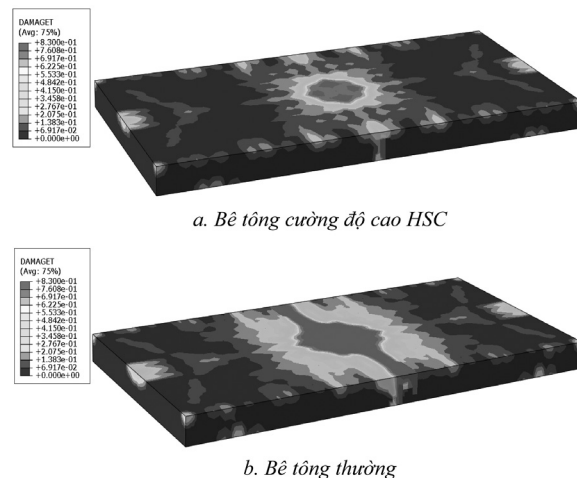 DAMAGET
(Avg: 75%)
+8.300e-01
+7.608e-01
+6.917e-01
+6.225e-01
+5.533e-01
+4.842e-01
+4.150e-01
+3.458e-01
+2.767e-01
+2.075e-01
+1.383e-01
+6.917e-02
+0.000e+00
a. Bê tông cường độ cao HSC
DAMAGET
(Avg: 75%)
+8.300e-01
+7.608e-01
+6.917e-01
+6.225e-01
+5.533e-01
+4.842e-01
+4.150e-01
+3.458e-01
+2.767e-01
+2.075e-01
+1.383e-01
+6.917e-02
+0.000e+00
b. Bê tông thường